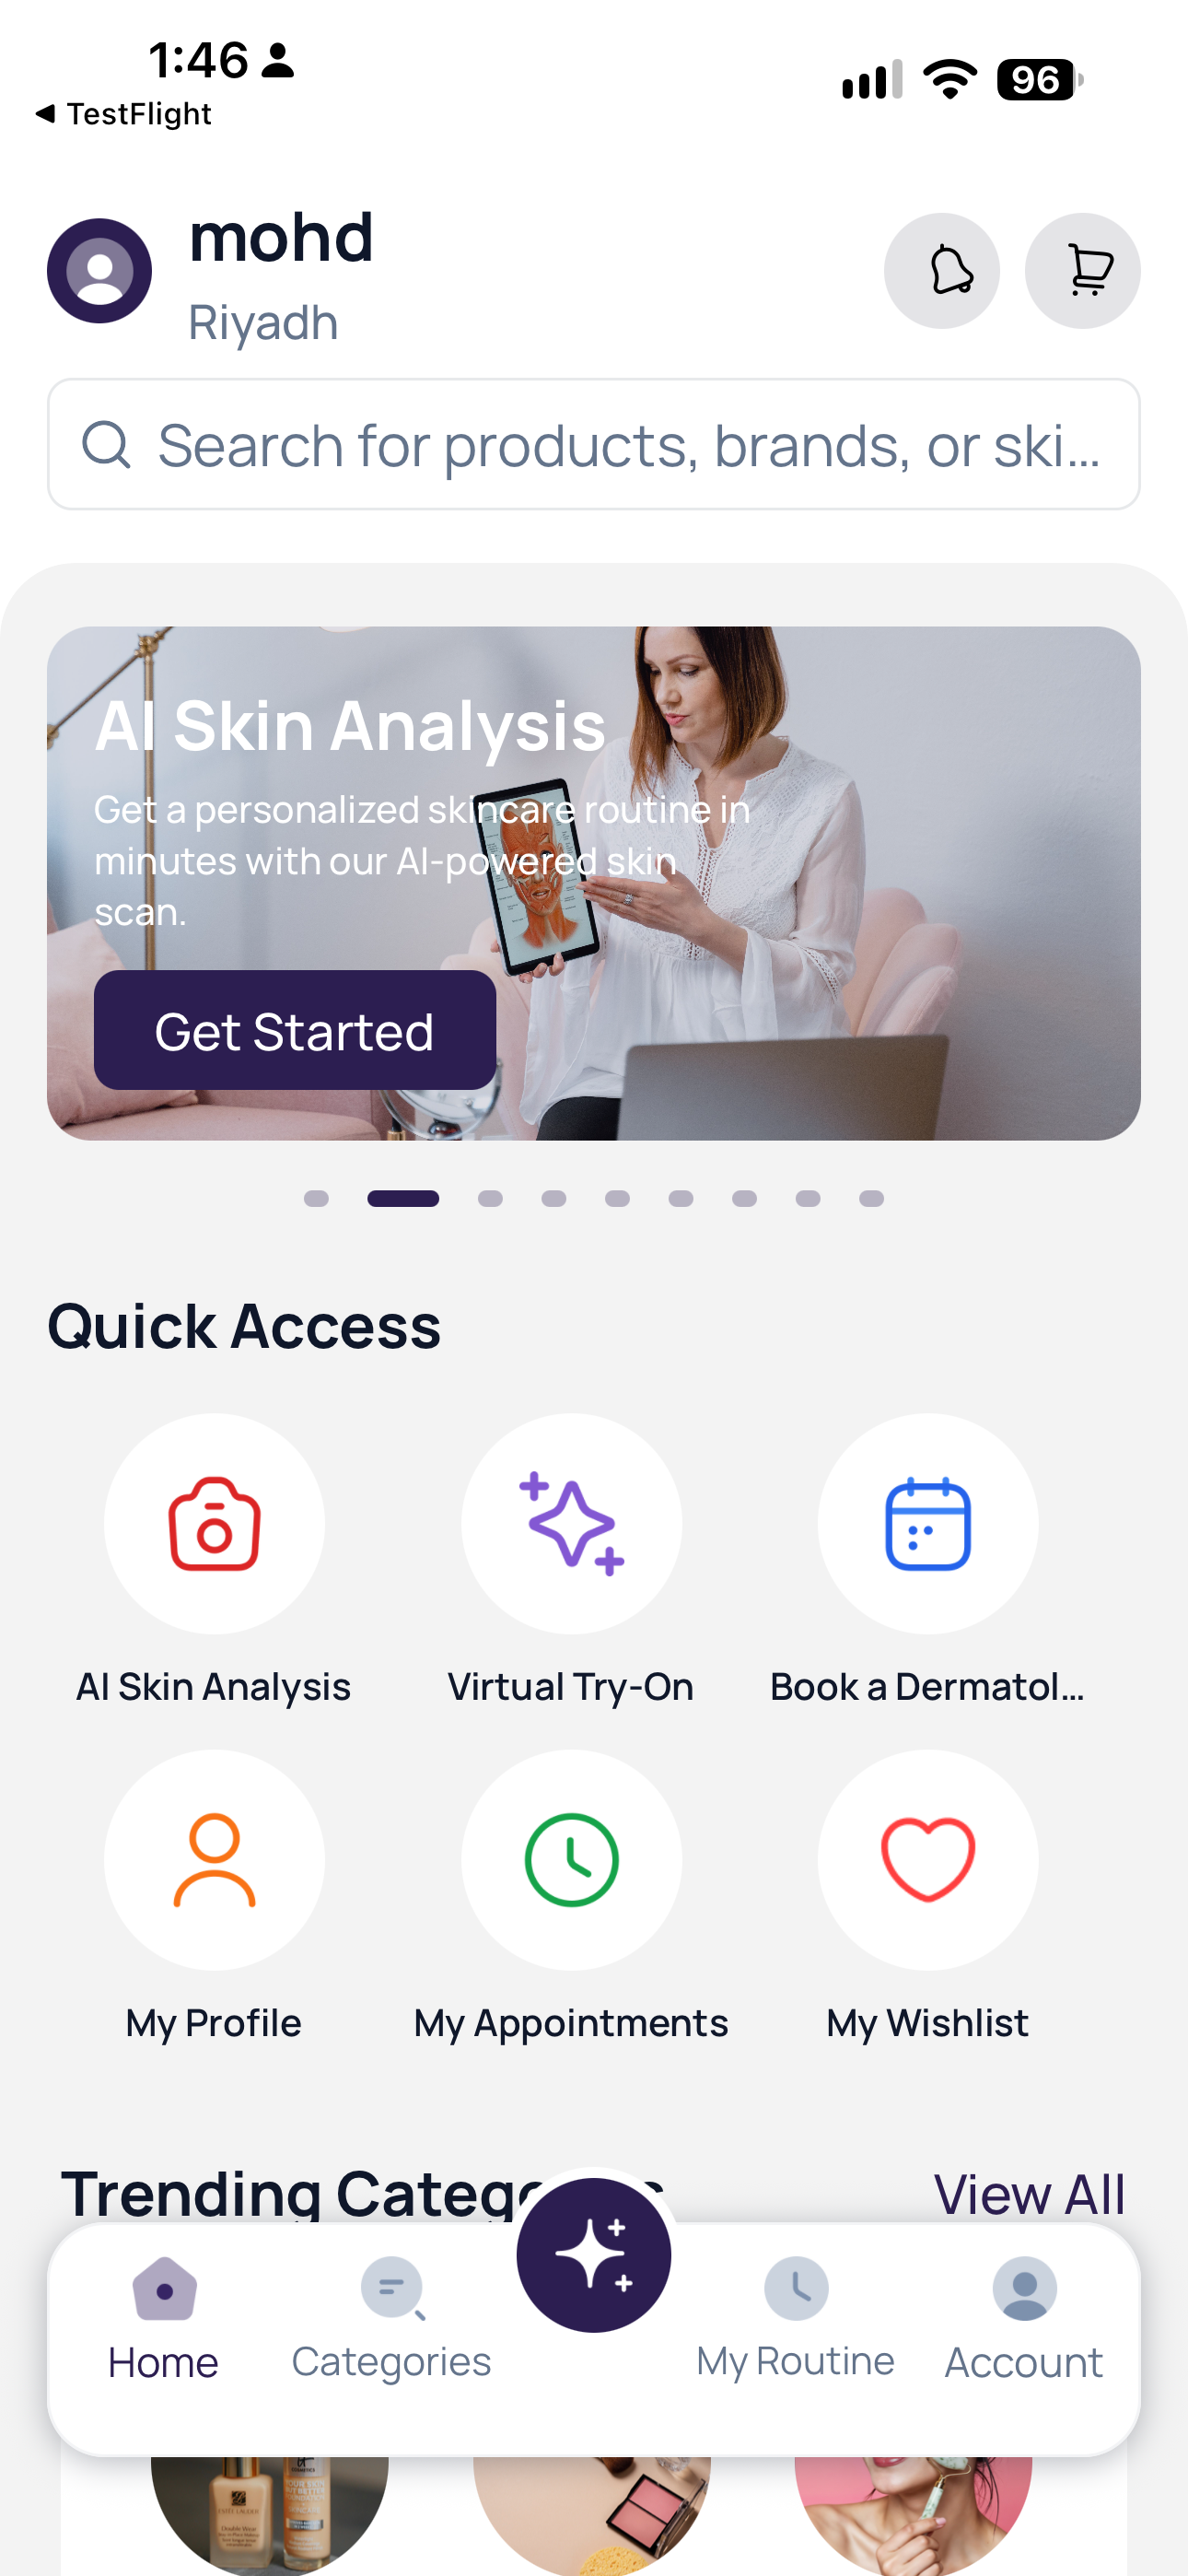 1:46
96
TestFlight
mohd
Riyadh
Search for products, brands, or ski...
AI Skin Analysis
Get a personalized skincare routine in
minutes with our AI-powered skin
scan.
Get Started
Quick Access
AI Skin Analysis
Virtual Try-On
Book a Dermatol...
My Profile
My Appointments
My Wishlist
Trending
View All
Home
Categories
My Routine
Account